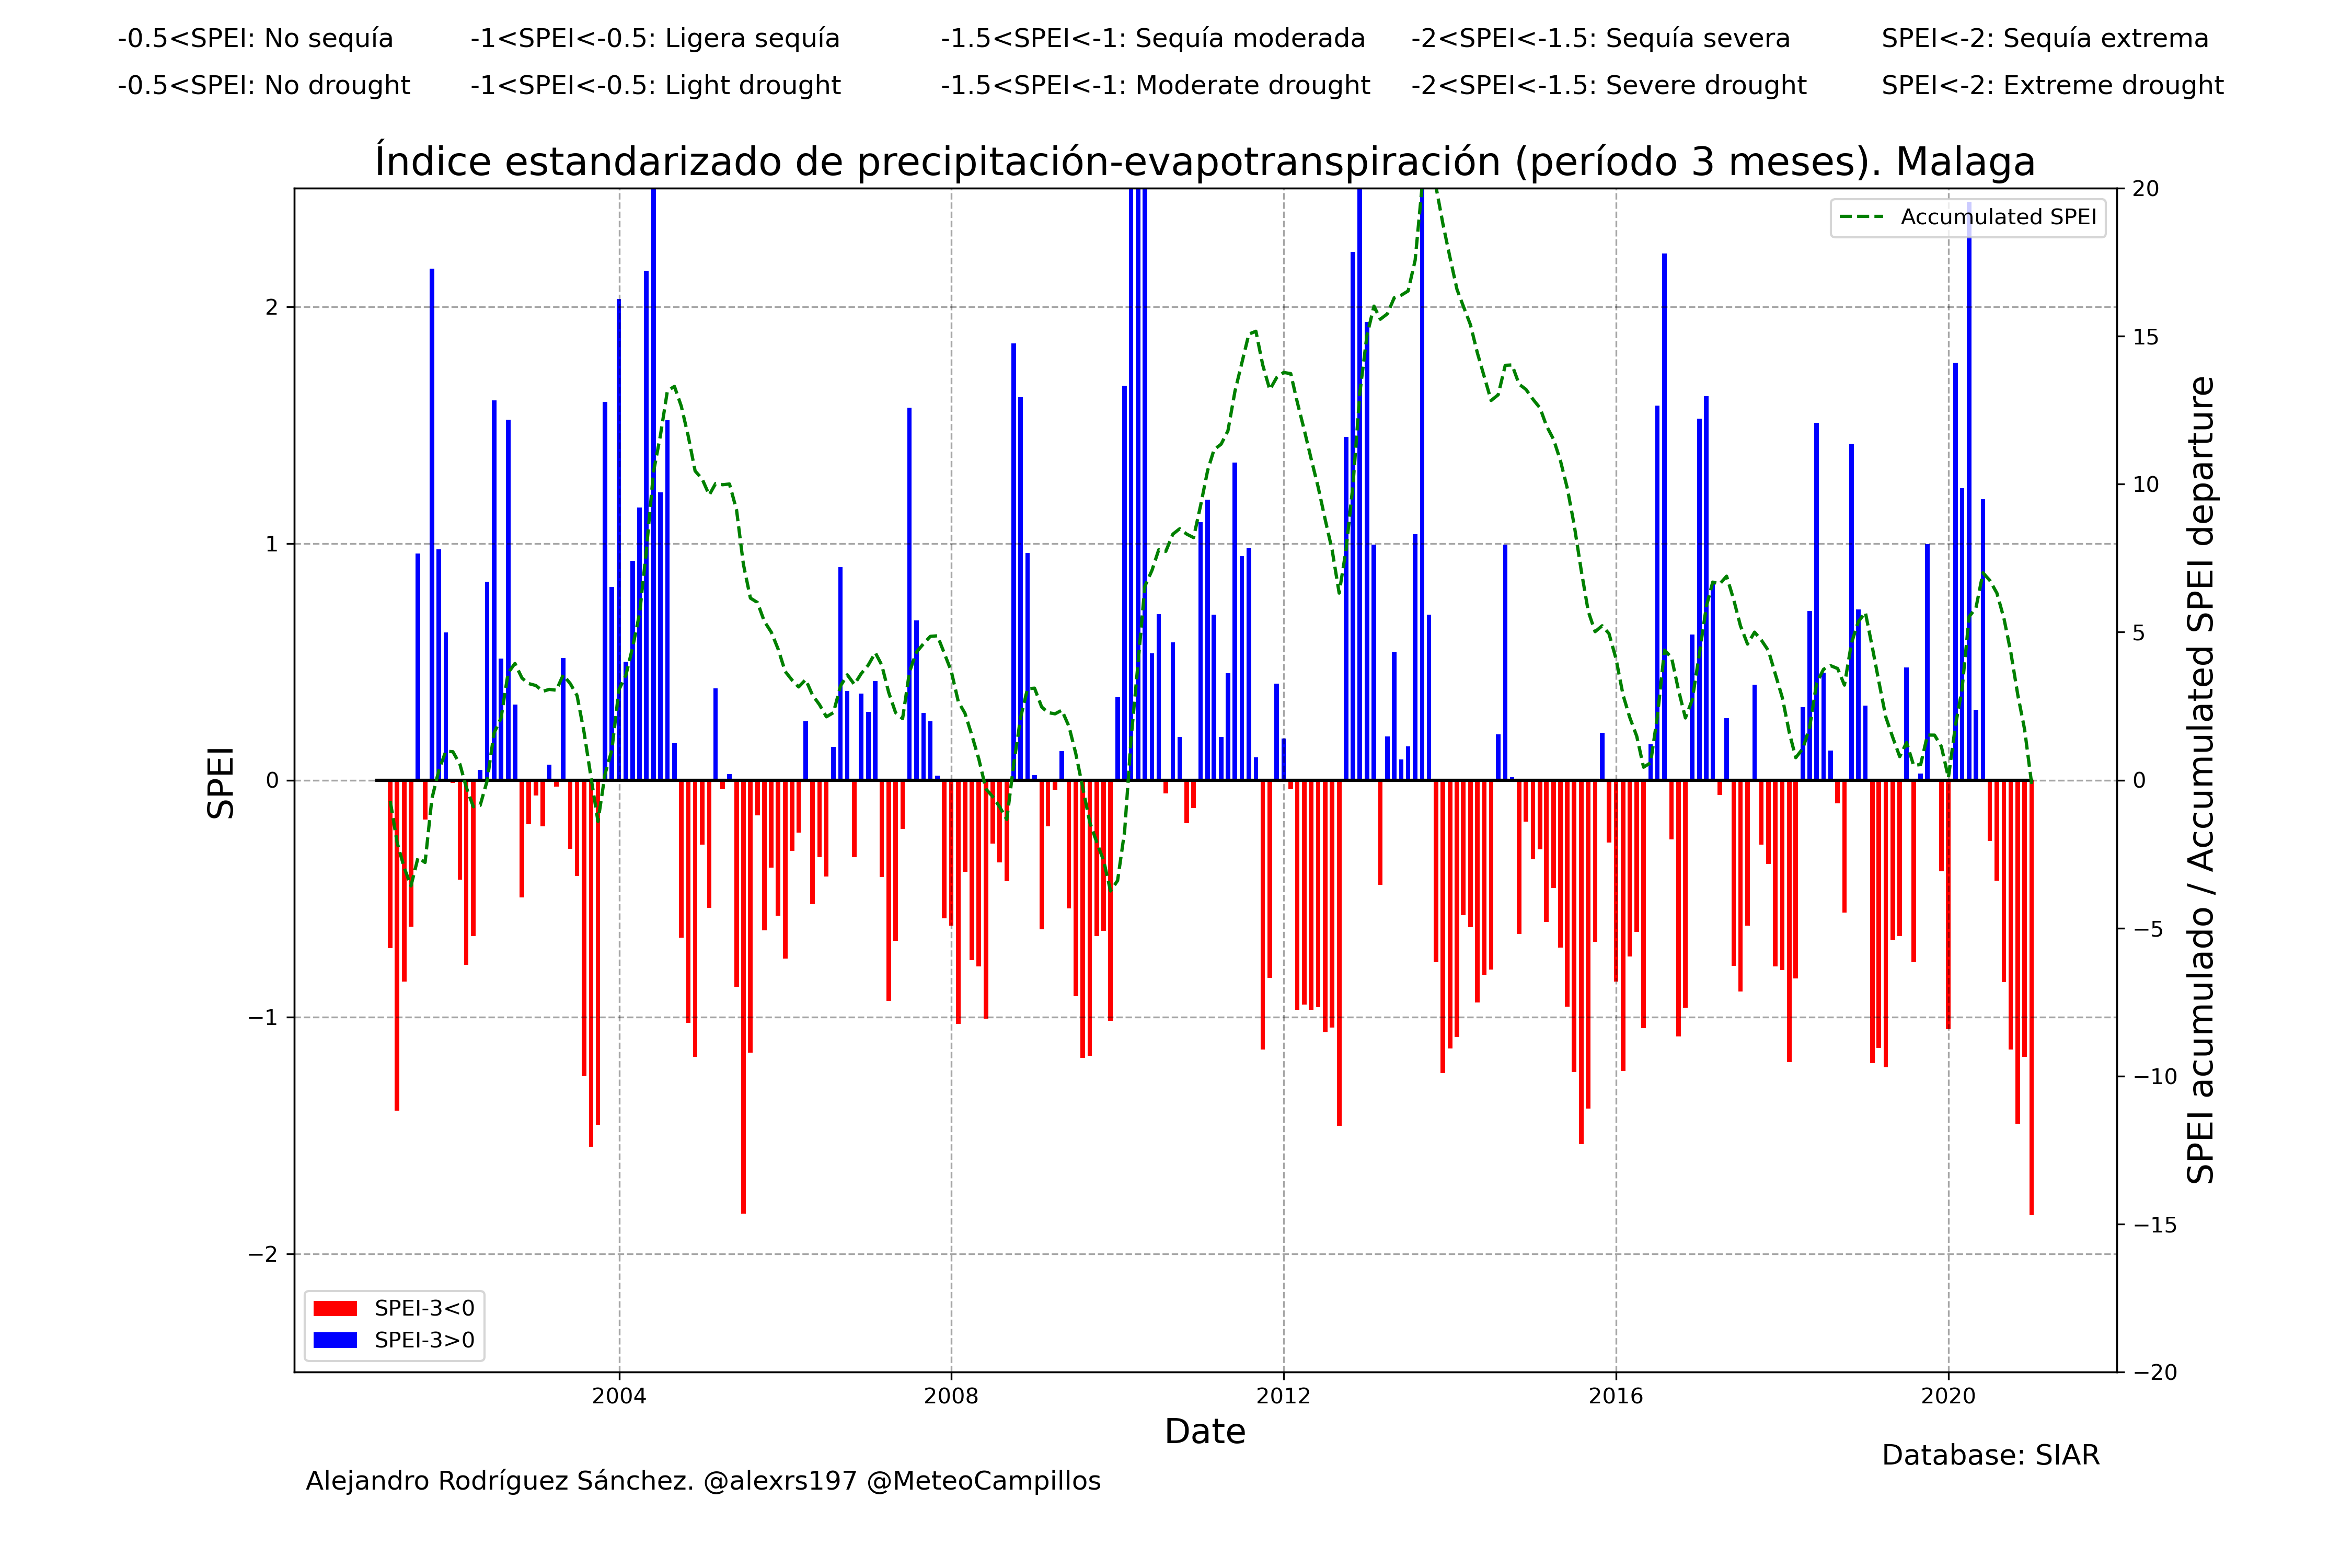 -0.5<SPEI: No sequía -1<SPEI<-0.5: Ligera sequía -1.5<SPEI<-1: Sequía moderada -2<SPEI<-1.5: Sequía severa SPEI<-2: Sequía extrema
-0.5<SPEI: No drought -1<SPEI<-0.5: Light drought -1.5<SPEI<-1: Moderate drought -2<SPEI<-1.5: Severe drought SPEI<-2: Extreme drought
Índice estandarizado de precipitación-evapotranspiración (período 3 meses). Malaga
Accumulated SPEI
SPEI
2
1
0
−1
−2
20
15
10
5
0
−5
−10
−15
−20
SPEI acumulado / Accumulated SPEI departure
SPEI-3<0
SPEI-3>0
2004 2008 2012 2016 2020
Date
Database: SIAR
Alejandro Rodríguez Sánchez. @alexrs197 @MeteoCampillos